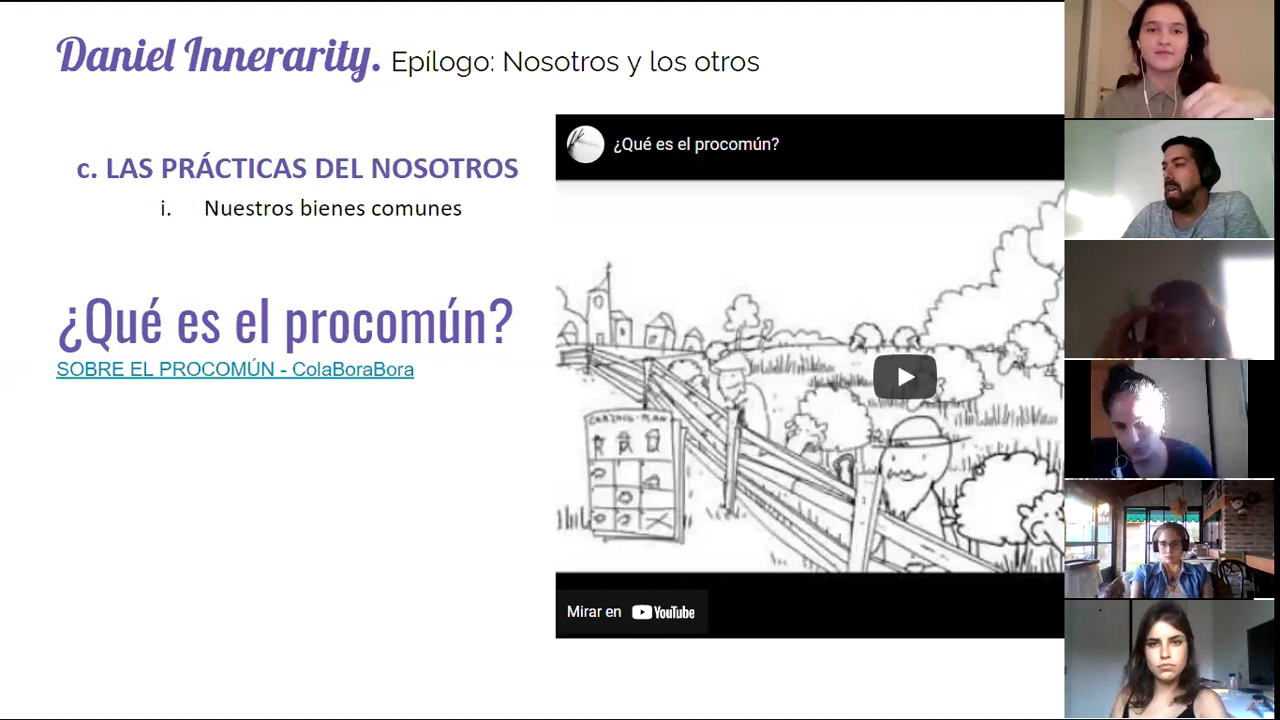 Daniel Innerarity. Epílogo: Nosotros y los otros
c. LAS PRÁCTICAS DEL NOSOTROS
i. Nuestros bienes comunes
¿Qué es el procomún?
SOBRE EL PROCOMÚN - ColaBoraBora
¿Qué es el procomún?
Mirar en YouTube